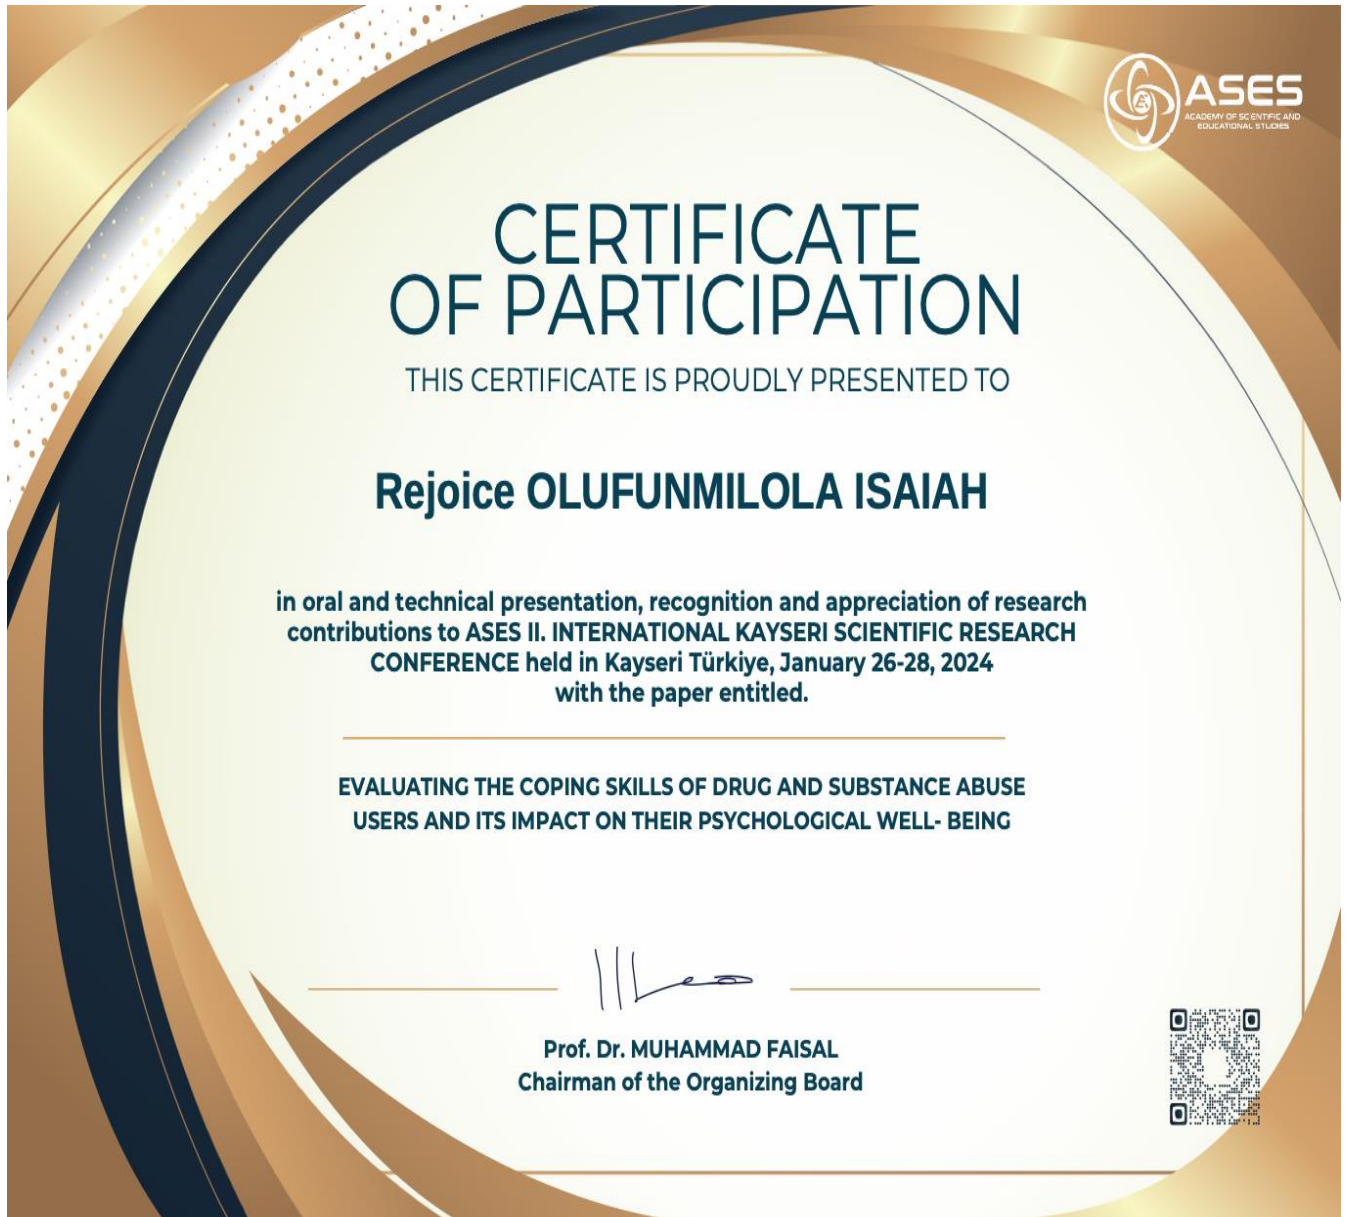 ASES
ACADEMY OF SCIENTIFIC AND
EDUCATIONAL STUDIES
CERTIFICATE
OF PARTICIPATION
THIS CERTIFICATE IS PROUDLY PRESENTED TO
Rejoice OLUFUNMILOLA ISAIAH
in oral and technical presentation, recognition and appreciation of research
contributions to ASES II. INTERNATIONAL KAYSERI SCIENTIFIC RESEARCH
CONFERENCE held in Kayseri Türkiye, January 26-28, 2024
with the paper entitled.
EVALUATING THE COPING SKILLS OF DRUG AND SUBSTANCE ABUSE
USERS AND ITS IMPACT ON THEIR PSYCHOLOGICAL WELL- BEING
Prof. Dr. MUHAMMAD FAISAL
Chairman of the Organizing Board